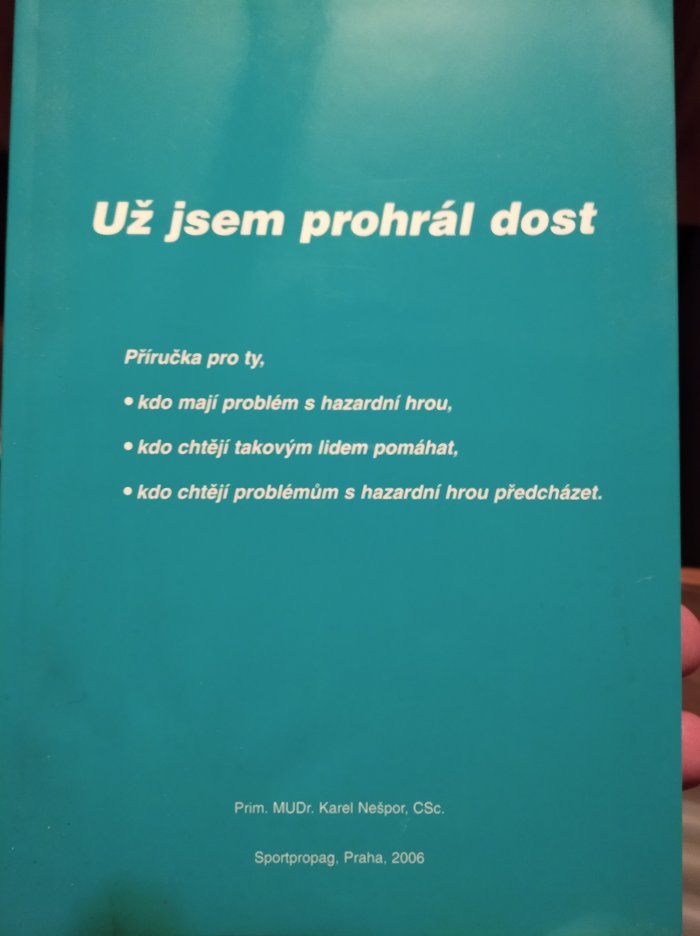 Už jsem prohrál dost
Příručka pro ty,
• kdo mají problém s hazardní hrou,
• kdo chtějí takovým lidem pomáhat,
• kdo chtějí problémům s hazardní hrou předcházet.
Prim. MUDr. Karel Nešpor, CSc.
Sportpropag, Praha, 2006